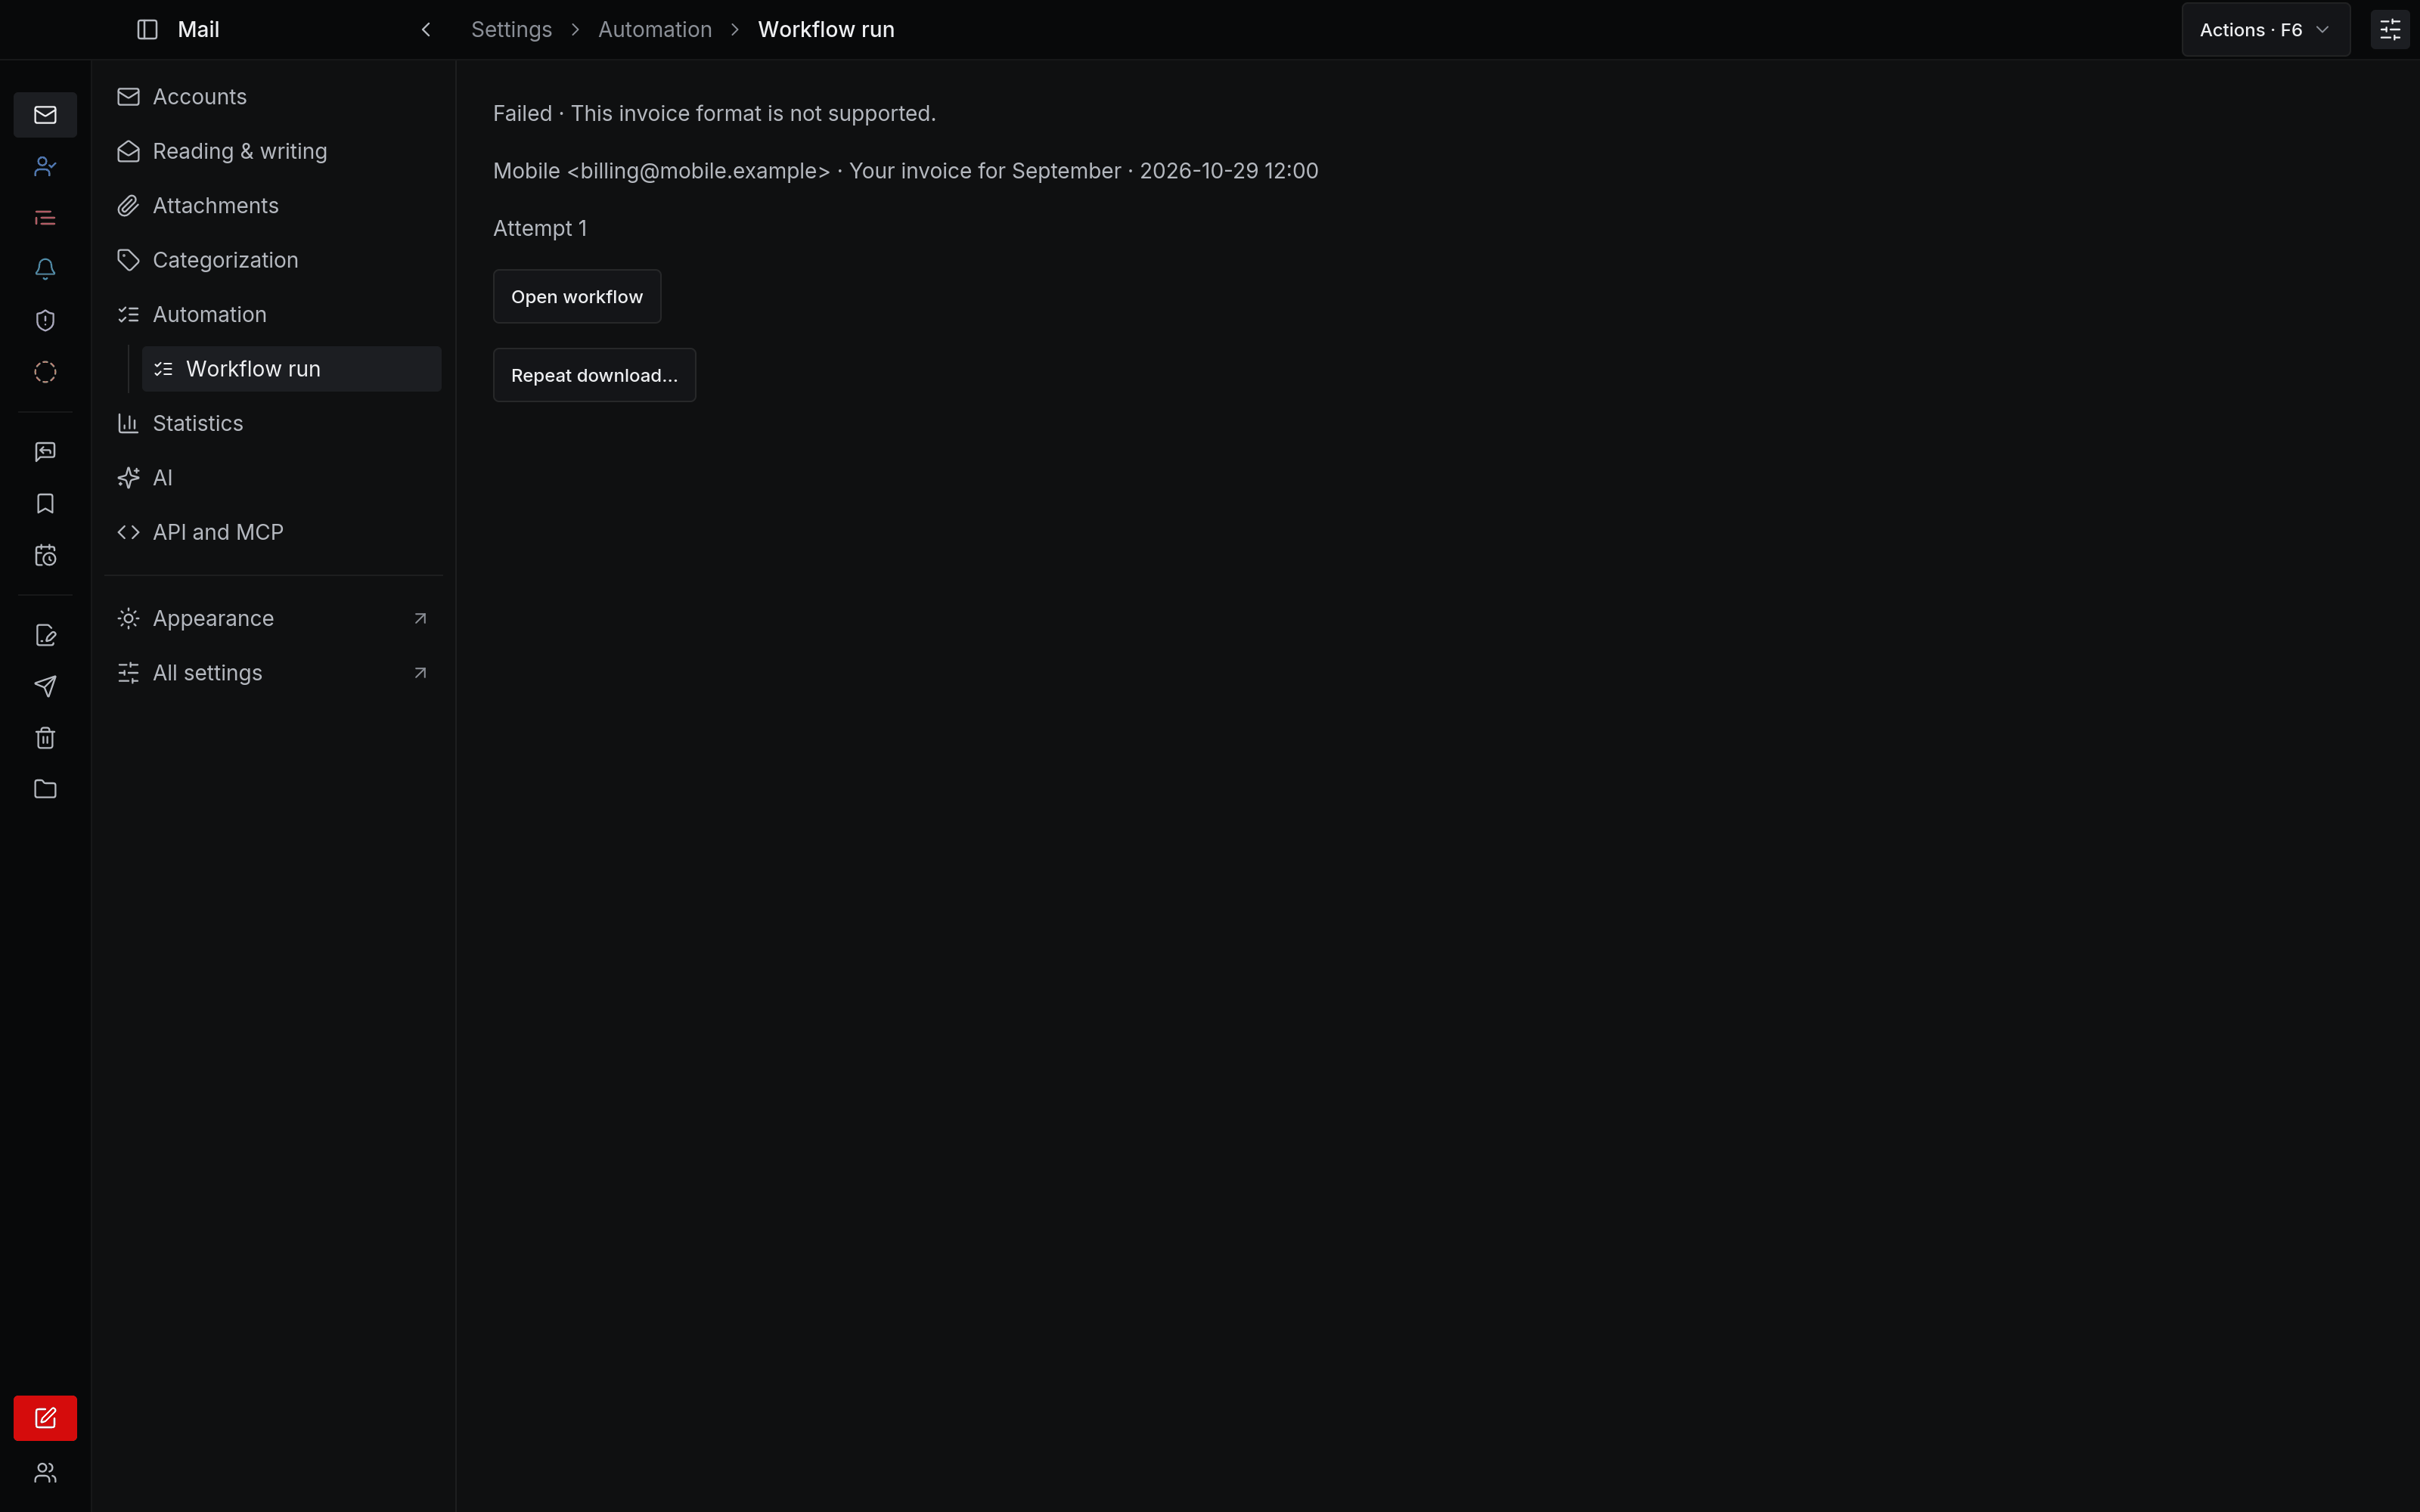 Mail
Settings > Automation > Workflow run
Actions · F6
Accounts
Reading & writing
Attachments
Categorization
Automation
Workflow run
Statistics
AI
API and MCP
Appearance
All settings
Failed · This invoice format is not supported.
Mobile <billing@mobile.example> · Your invoice for September · 2026-10-29 12:00
Attempt 1
Open workflow
Repeat download...